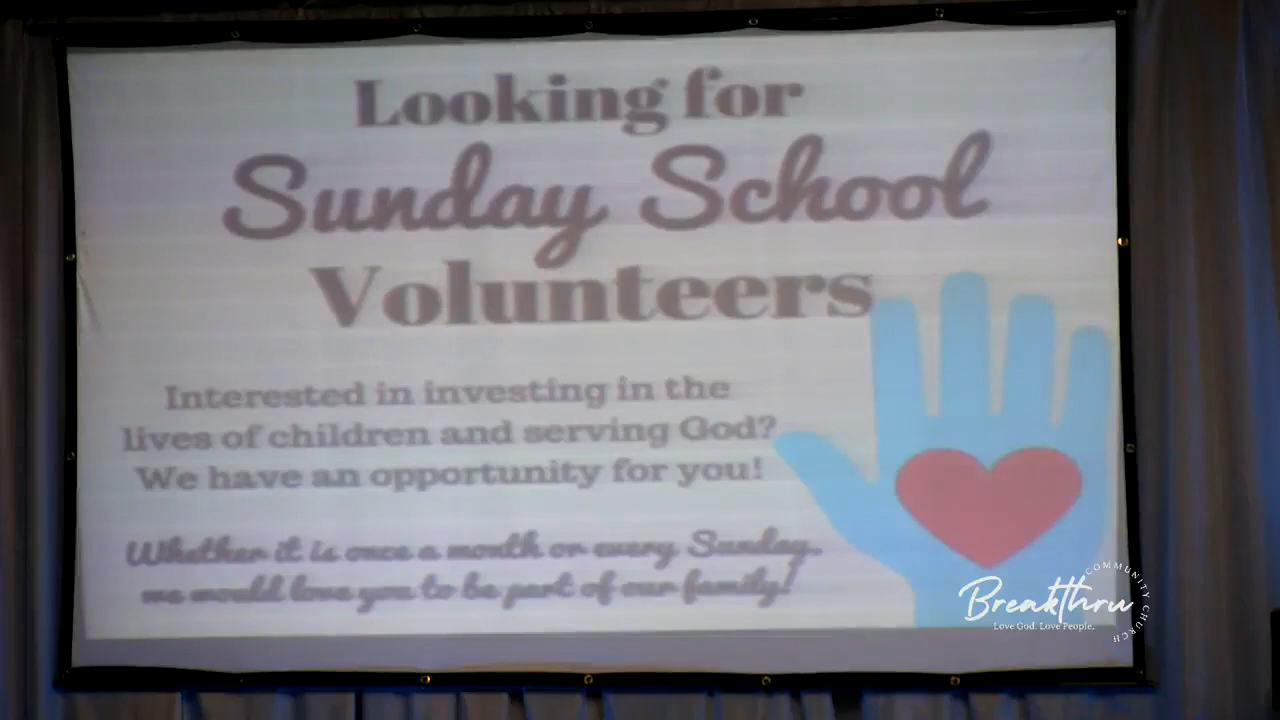 Looking for
Sunday School
Volunteers
Interested in investing in the
lives of children and serving God?
We have an opportunity for you!
Whether it is once a month or every Sunday,
we would love you to be part of our family!
Breakthru
COMMUNITY CHURCH
Love God. Love People.